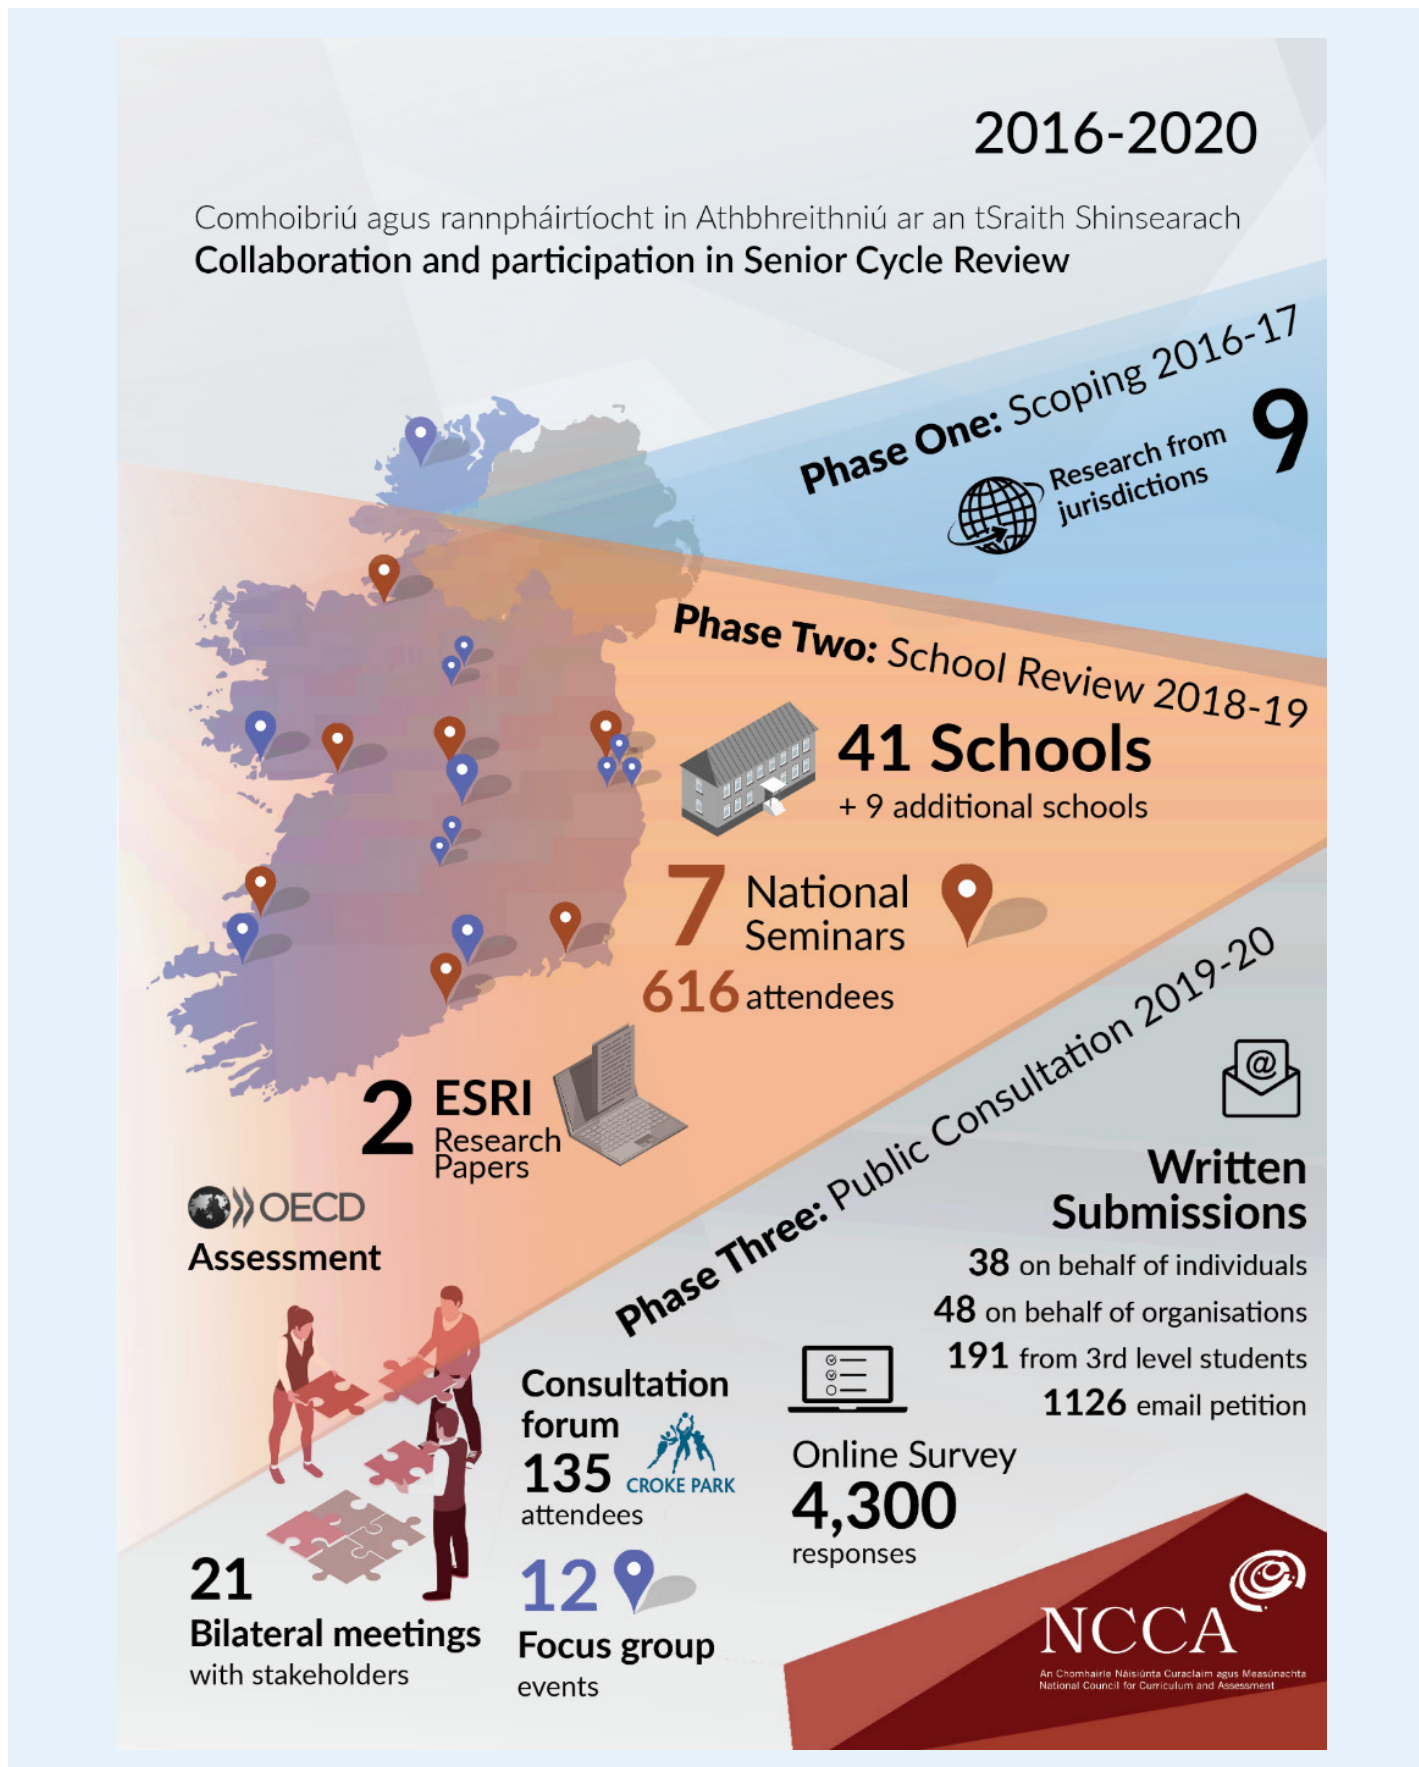 2016-2020
Comhoibriú agus rannpháirtíocht in Athbhreithniú ar an tSraith Shinsearach
Collaboration and participation in Senior Cycle Review
Phase One: Scoping 2016-17
Research from
jurisdictions
9
Phase Two: School Review 2018-19
41 Schools
+ 9 additional schools
7 National
Seminars
616 attendees
2 ESRI
Research
Papers
OECD
Assessment
Phase Three: Public Consultation 2019-20
@
Written
Submissions
38 on behalf of individuals
48 on behalf of organisations
191 from 3rd level students
1126 email petition
Consultation
forum
135
CROKE PARK
attendees
Online Survey
4,300
responses
21
Bilateral meetings
with stakeholders
12
Focus group
events
NCCA
An Chomhairle Náisiúnta Curaclaim agus Measúnachta
National Council for Curriculum and Assessment